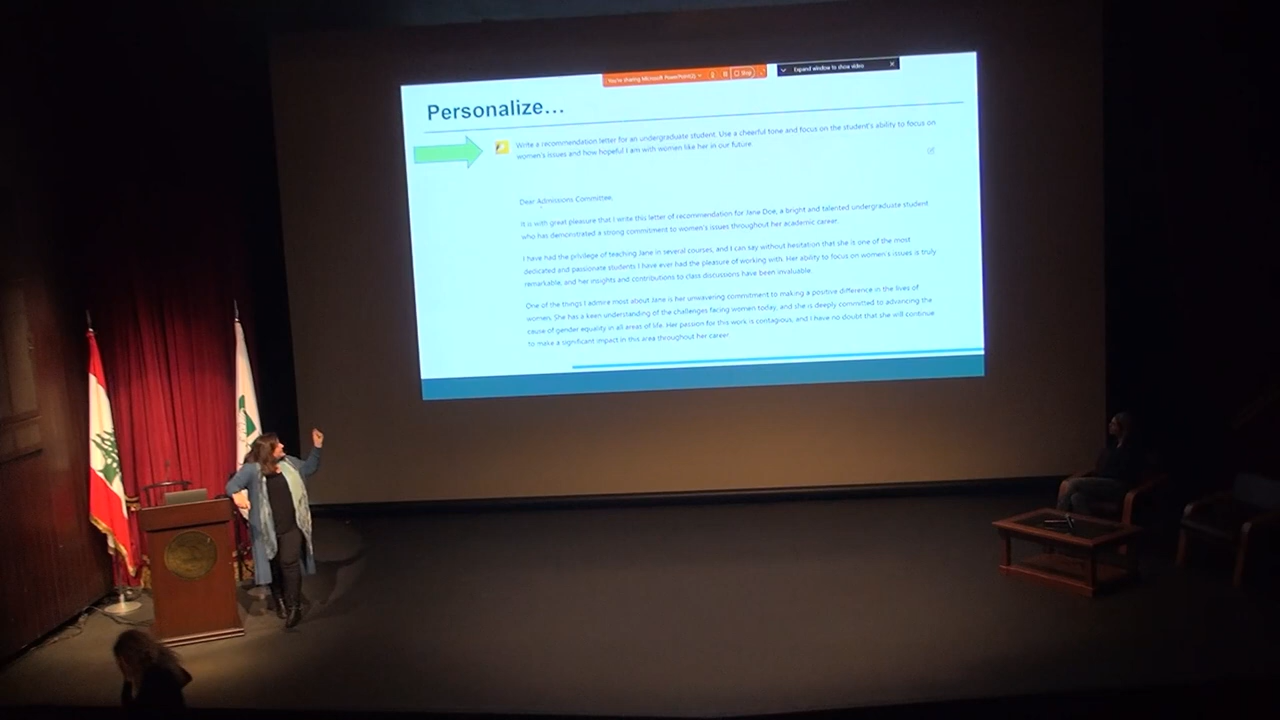 You're sharing Microsoft PowerPoint(2)
Stop
Expand window to show video
Personalize...
Write a recommendation letter for an undergraduate student. Use a cheerful tone and focus on the student's ability to focus on
women's issues and how hopeful I am with women like her in our future
Dear Admissions Committee,
It is with great pleasure that I write this letter of recommendation for Jane Doe, a bright and talented undergraduate student
who has demonstrated a strong commitment to women's issues throughout her academic career.
I have had the privilege of teaching Jane in several courses, and I can say without hesitation that she is one of the most
dedicated and passionate students I have ever had the pleasure of working with. Her ability to focus on women's issues is truly
remarkable, and her insights and contributions to class discussions have been invaluable.
One of the things I admire most about Jane is her unwavering commitment to making a positive difference in the lives of
women. She has a keen understanding of the challenges facing women today, and she is deeply committed to advancing the
cause of gender equality in all areas of life. Her passion for this work is contagious, and I have no doubt that she will continue
to make a significant impact in this area throughout her career.